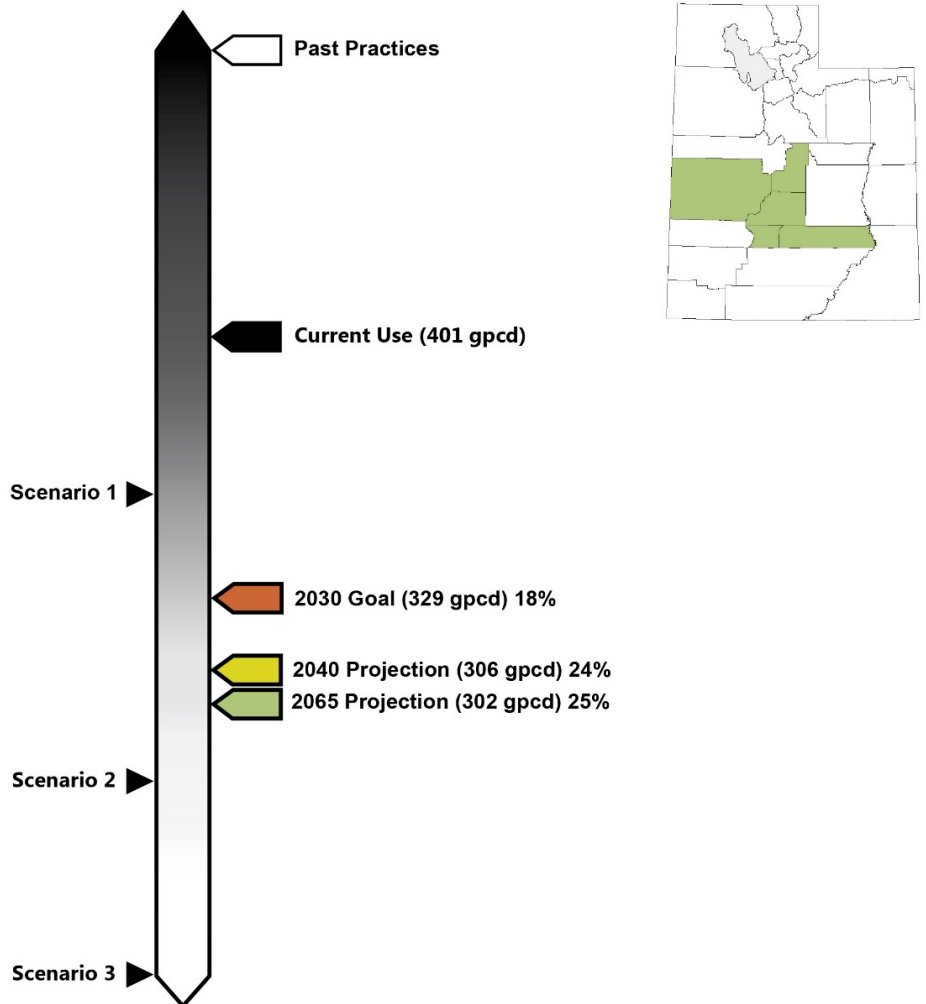 Past Practices
Current Use (401 gpcd)
Scenario 1
2030 Goal (329 gpcd) 18%
2040 Projection (306 gpcd) 24%
2065 Projection (302 gpcd) 25%
Scenario 2
Scenario 3